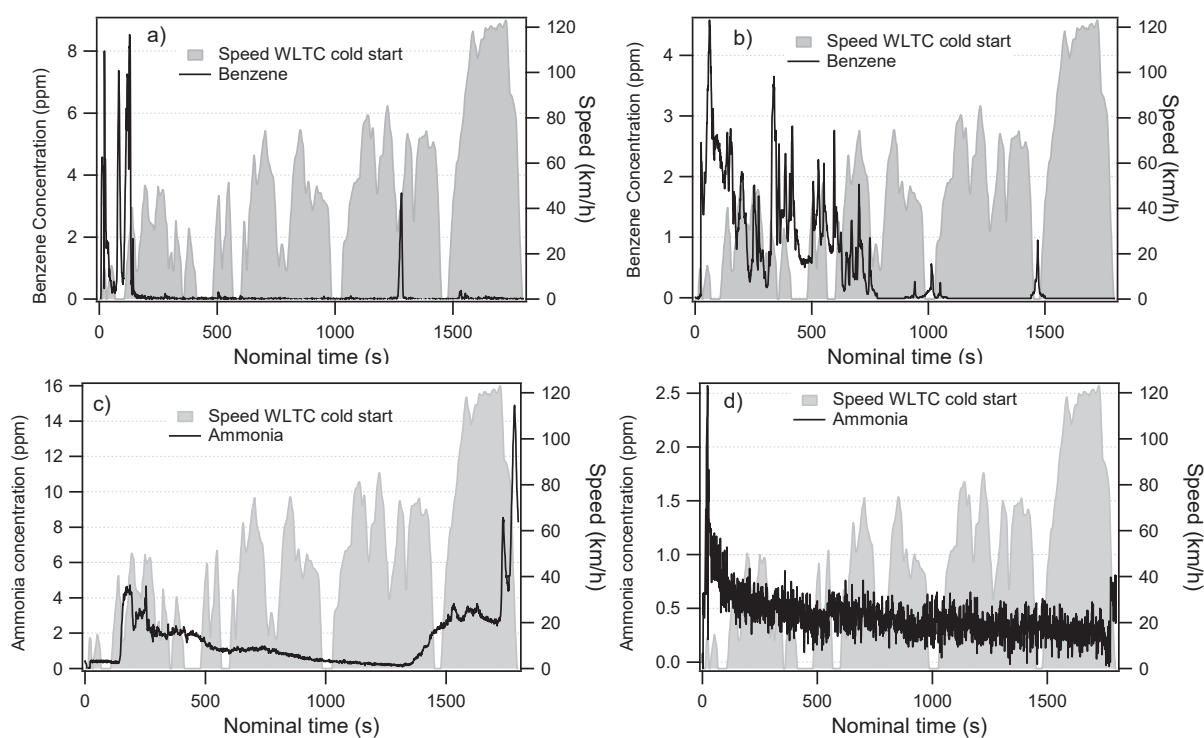 a)
Speed WLTC cold start
Benzene
8
6
4
2
0
120
100
80
60
40
20
0
0
500
1000
1500
Benzene Concentration (ppm)
Speed (km/h)
Nominal time (s)
b)
Speed WLTC cold start
Benzene
4
3
2
1
0
120
100
80
60
40
20
0
0
500
1000
1500
Benzene Concentration (ppm)
Speed (km/h)
Nominal time (s)
c)
Speed WLTC cold start
Ammonia
16
14
12
10
8
6
4
2
0
120
100
80
60
40
20
0
0
500
1000
1500
Ammonia concentration (ppm)
Speed (km/h)
Nominal time (s)
d)
Speed WLTC cold start
Ammonia
2.5
2.0
1.5
1.0
0.5
0.0
120
100
80
60
40
20
0
0
500
1000
1500
Ammonia concentration (ppm)
Speed (km/h)
Nominal time (s)